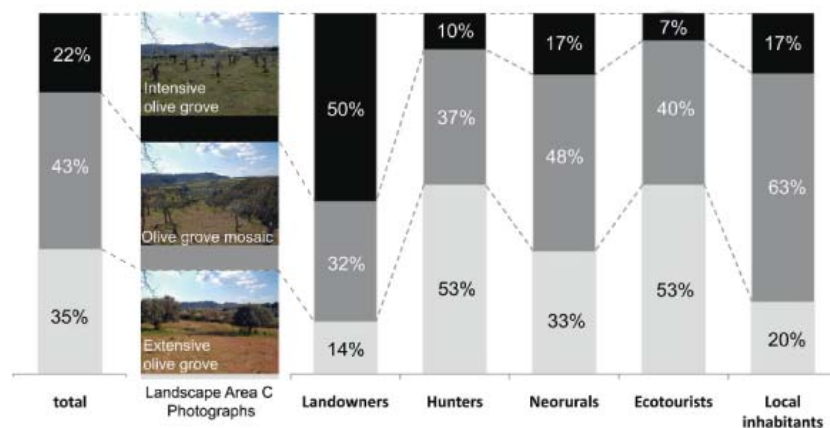 22%
43%
35%
total
Intensive
olive grove
Olive grove mosaic
Extensive
olive grove
Landscape Area C
Photographs
50%
32%
14%
Landowners
10%
37%
53%
Hunters
17%
48%
33%
Neorurals
7%
40%
53%
Ecotourists
17%
63%
20%
Local
inhabitants